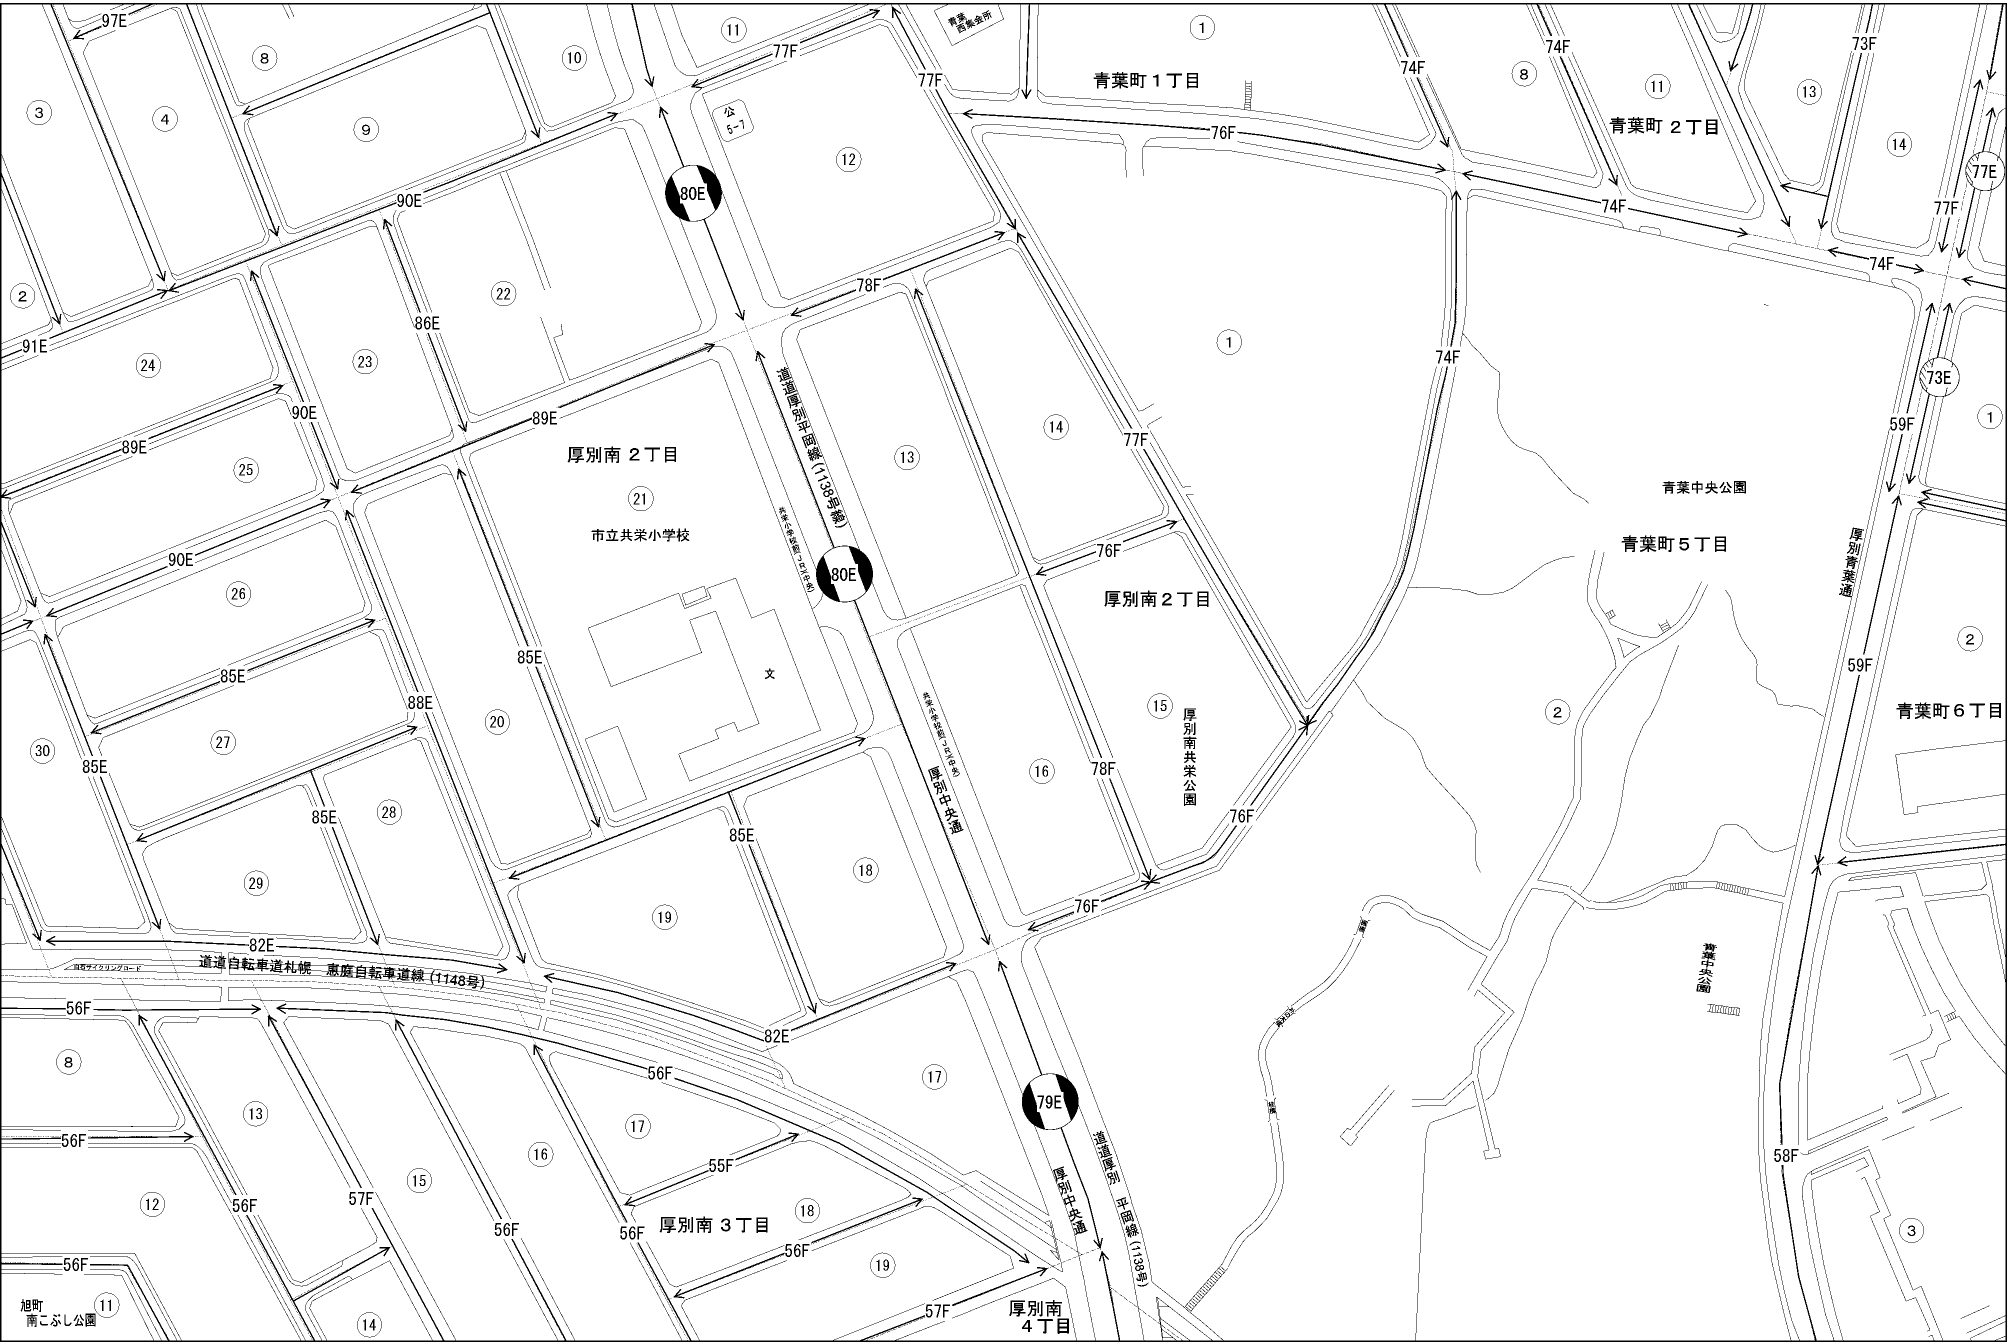 97E
8
10
11
77F
青葉
西集会所
1
74F
74F
8
11
73F
13
青葉町1丁目
77F
3
4
9
公
5-7
12
76F
青葉町2丁目
14
77E
90E
80E
74F
77F
2
22
78F
74F
91E
24
23
86E
1
74F
73E
89E
90E
89E
道道厚別平岡線(1138号線)
13
14
77F
59F
1
25
厚別南2丁目
21
市立共栄小学校
青葉中央公園
青葉町5丁目
90E
80E
76F
厚別南2丁目
厚別青葉通
26
85E
文
2
59F
85E
88E
20
15
厚別南共栄公園
2
青葉町6丁目
27
30
85E
16
78F
厚別中央通
28
85E
85E
76F
29
19
18
76F
82E
道道自転車道札幌 恵庭自転車道線(1148号)
白石サイクリングロード
青葉中央公園
56F
82E
8
56F
17
79E
13
17
16
55F
道道厚別 平岡線(1138号)
厚別中央通
58F
56F
15
12
56F
57F
56F
56F
厚別南3丁目
18
56F
19
3
56F
旭町
南こぶし公園
11
14
57F
厚別南
4丁目